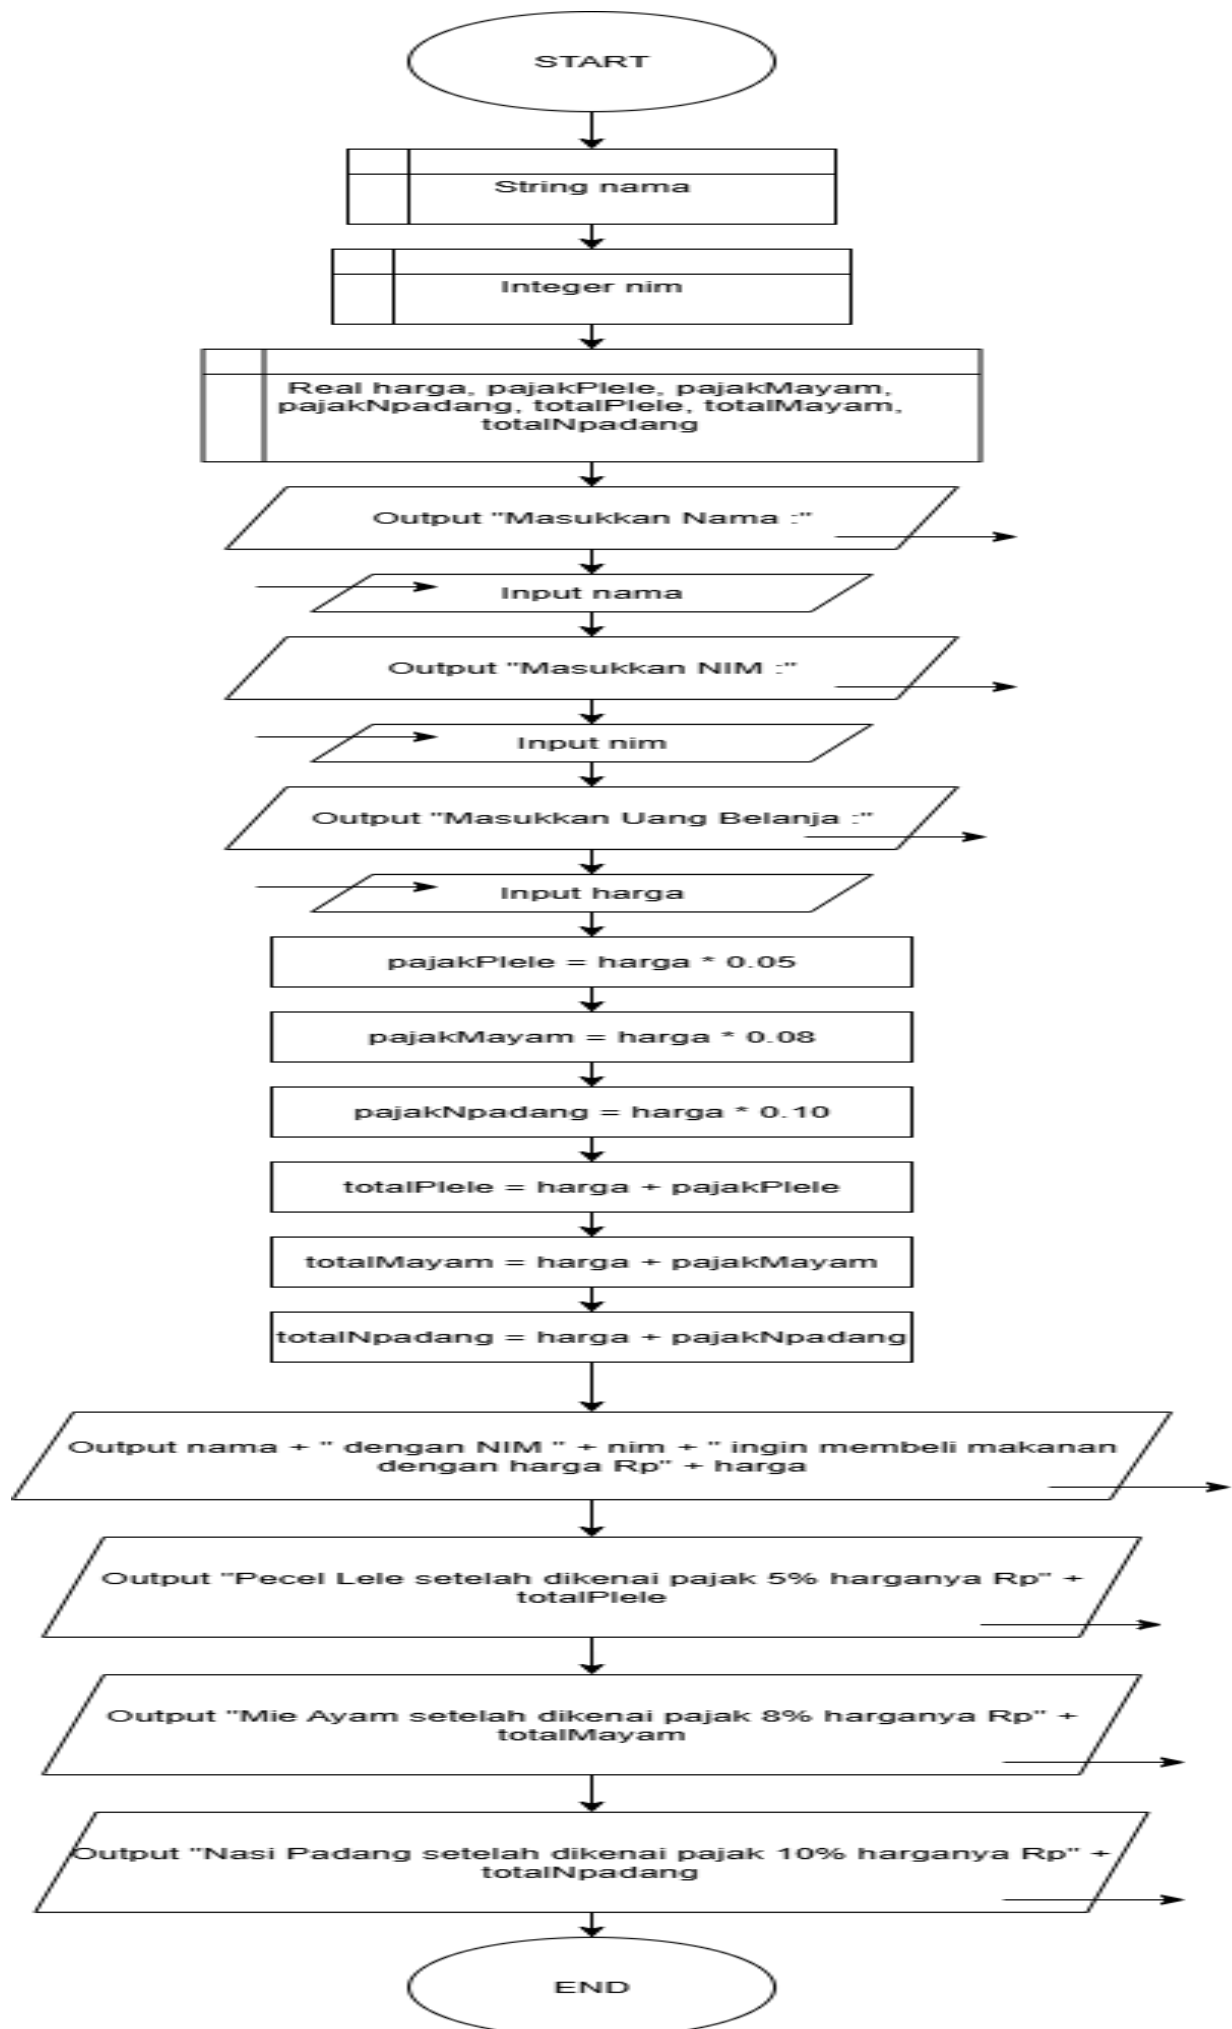 START
String nama
Integer nim
Real harga, pajakPlele, pajakMayam,
pajakNpadang, totalPlele, totalMayam,
totalNpadang
Output "Masukkan Nama :"
Input nama
Output "Masukkan NIM :"
Input nim
Output "Masukkan Uang Belanja :"
Input harga
pajakPlele = harga * 0.05
pajakMayam = harga * 0.08
pajakNpadang = harga * 0.10
totalPlele = harga + pajakPlele
totalMayam = harga + pajakMayam
totalNpadang = harga + pajakNpadang
Output nama + " dengan NIM " + nim + " ingin membeli makanan
dengan harga Rp" + harga
Output "Pecel Lele setelah dikenai pajak 5% harganya Rp" +
totalPlele
Output "Mie Ayam setelah dikenai pajak 8% harganya Rp" +
totalMayam
Output "Nasi Padang setelah dikenai pajak 10% harganya Rp" +
totalNpadang
END